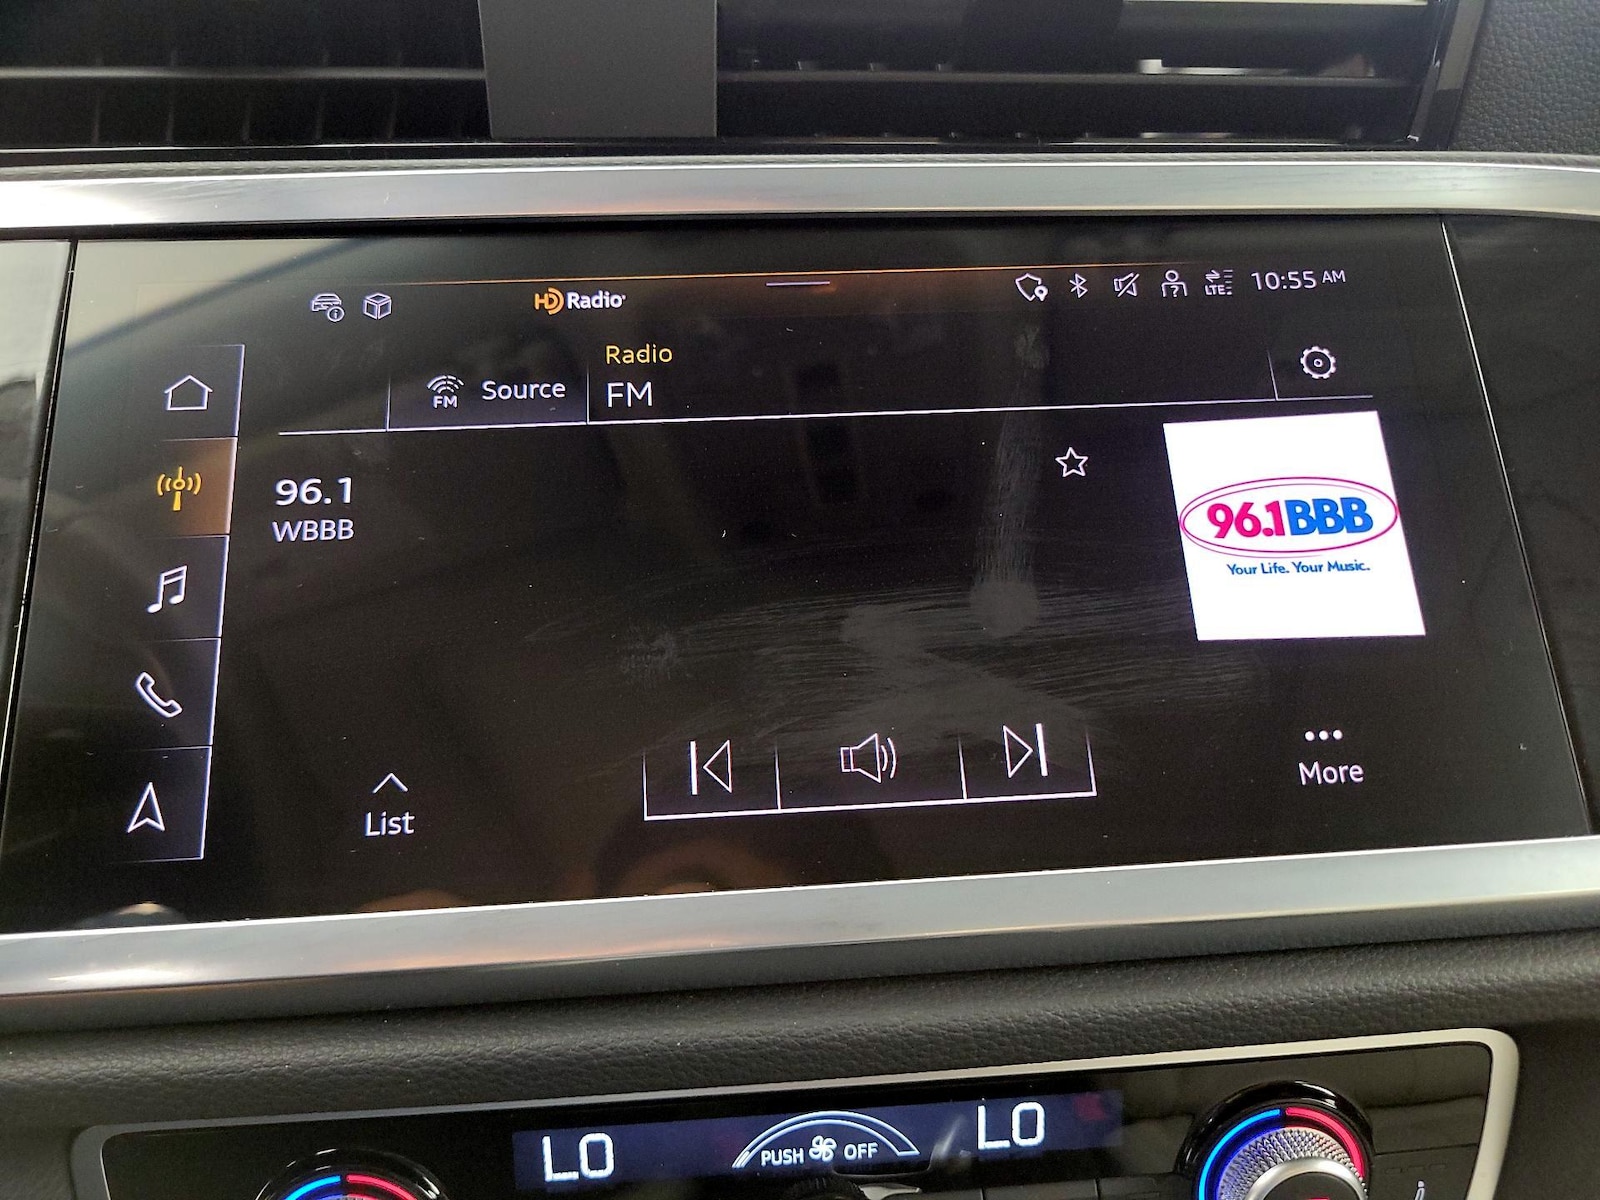 HD Radio
LTE
10:55 AM
Radio
FM
Source
FM
96.1
WBBB
96.1BBB
Your Life. Your Music.
List
More
LO
PUSH OFF
LO